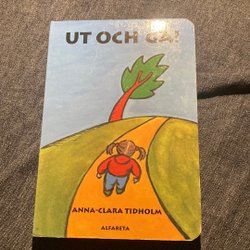 UT OCH GÅ!
ANNA-CLARA TIDHOLM
ALFABETA